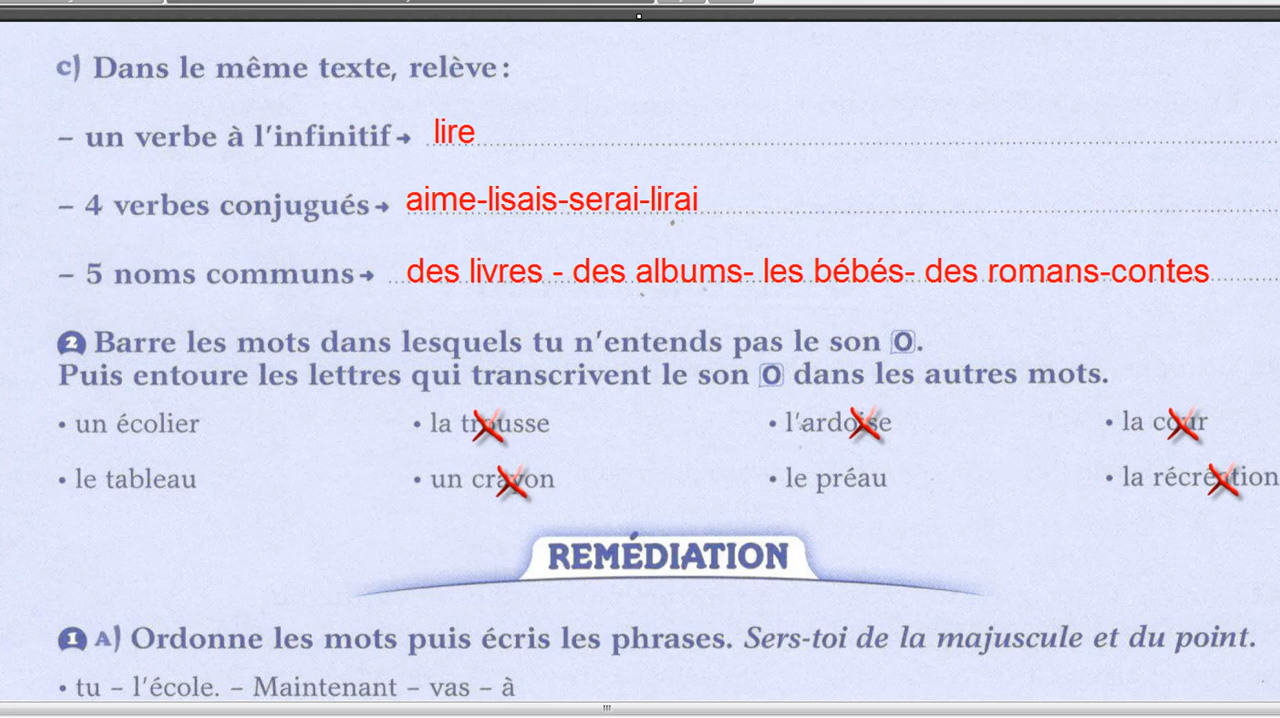 c) Dans le même texte, relève :
– un verbe à l'infinitif → lire
– 4 verbes conjugués → aime-lisais-serai-lirai
– 5 noms communs → des livres - des albums- les bébés- des romans-contes
2 Barre les mots dans lesquels tu n'entends pas le son O.
Puis entoure les lettres qui transcrivent le son O dans les autres mots.
• un écolier • la trousse • l'ardoise • la cour
• le tableau • un crayon • le préau • la récréation
REMÉDIATION
1 A) Ordonne les mots puis écris les phrases. Sers-toi de la majuscule et du point.
• tu – l'école. – Maintenant – vas – à